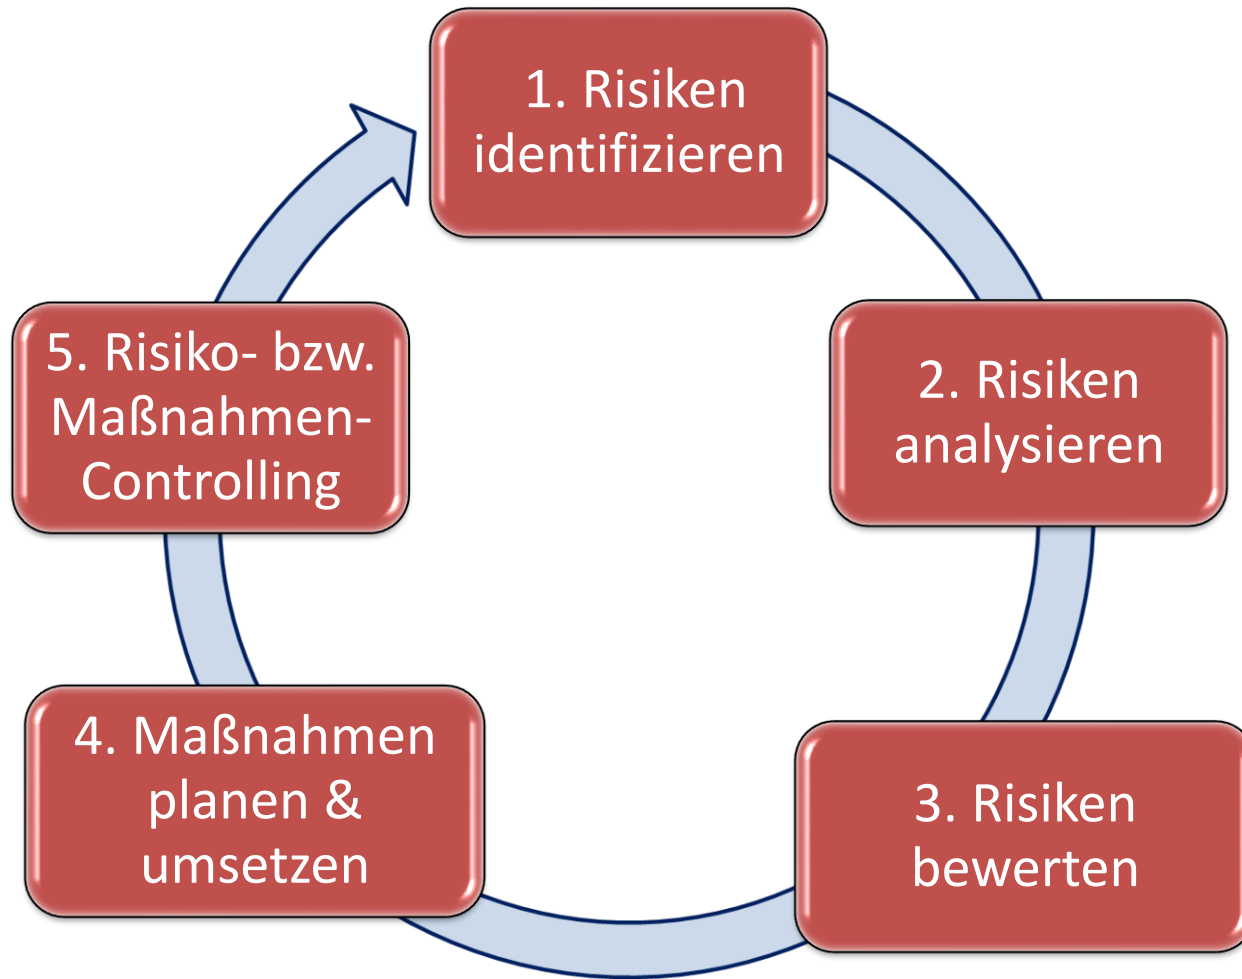 1. Risiken
identifizieren
2. Risiken
analysieren
3. Risiken
bewerten
4. Maßnahmen
planen &
umsetzen
5. Risiko- bzw.
Maßnahmen-
Controlling